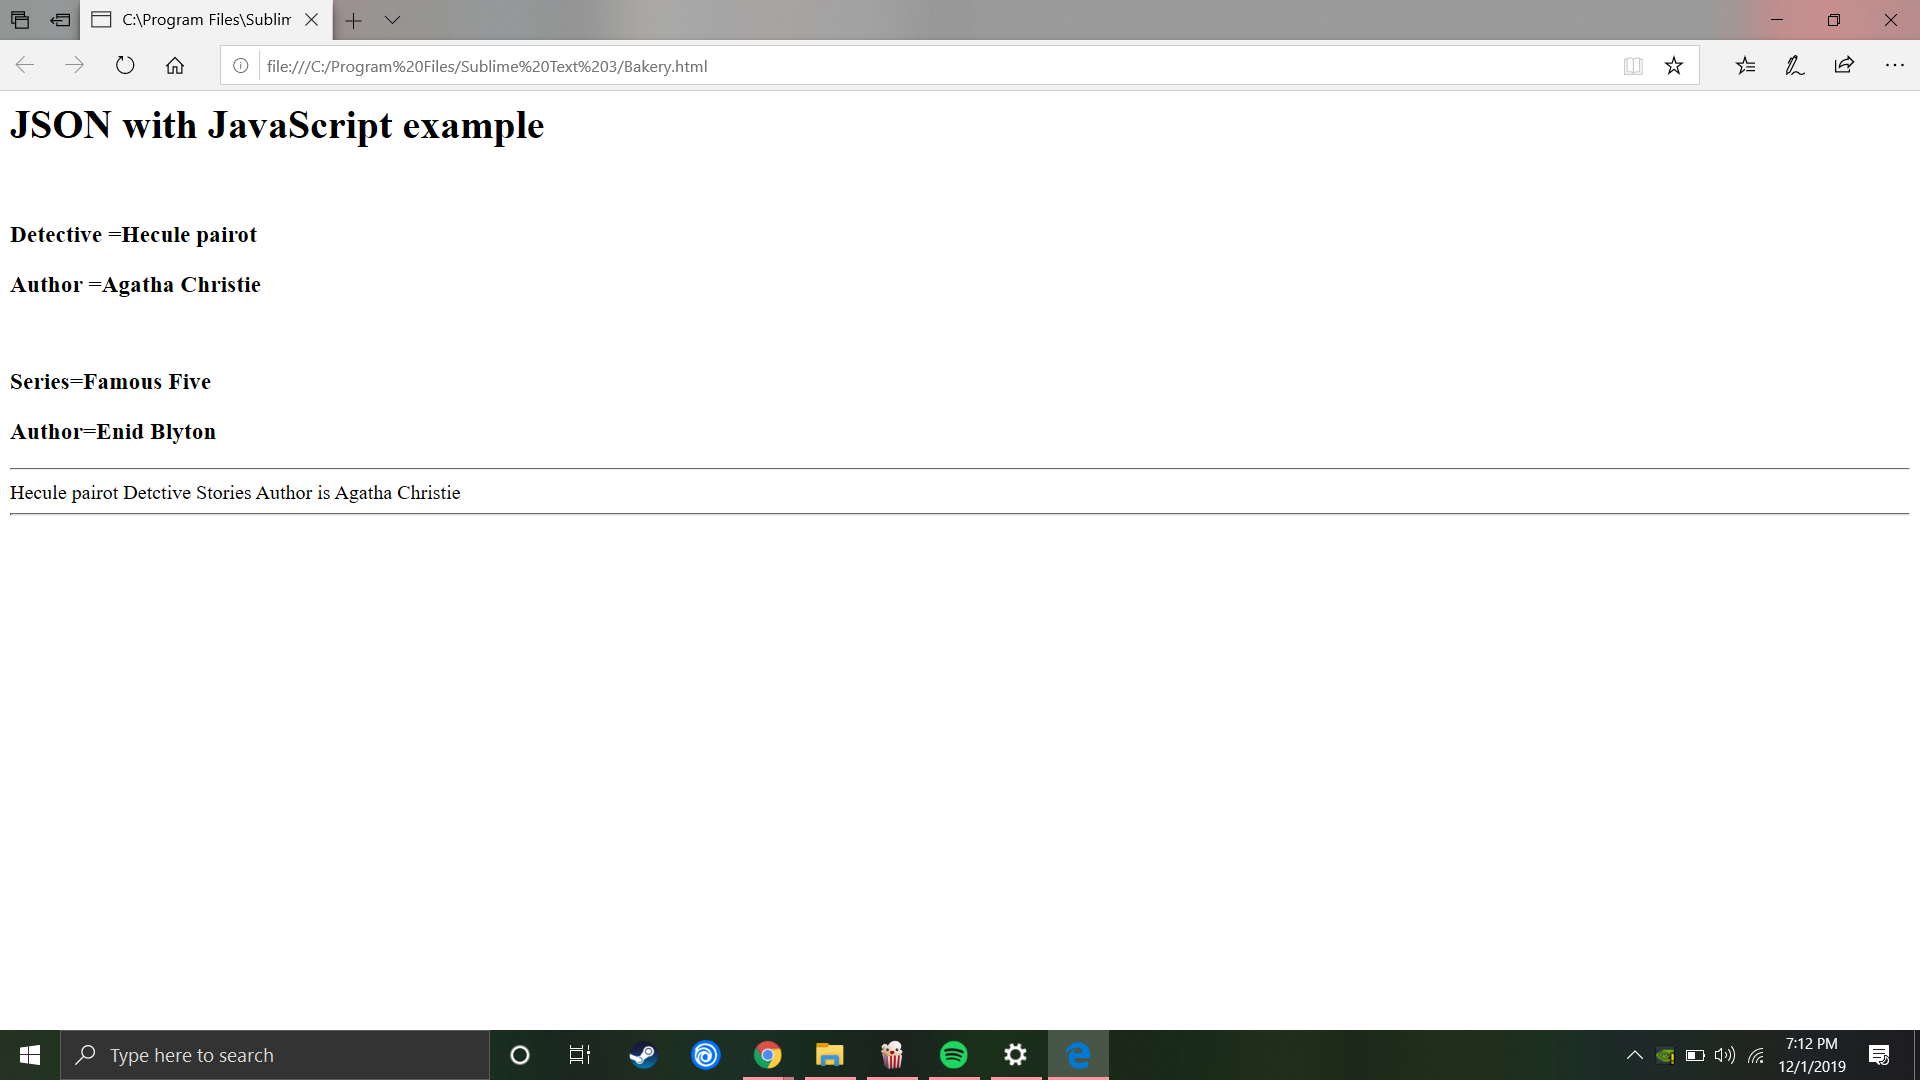 C:\Program Files\Sublim
file:///C:/Program%20Files/Sublime%20Text%203/Bakery.html
JSON with JavaScript example
Detective =Hecule pairot
Author =Agatha Christie
Series=Famous Five
Author=Enid Blyton
Hecule pairot Detctive Stories Author is Agatha Christie
Type here to search
7:12 PM
12/1/2019